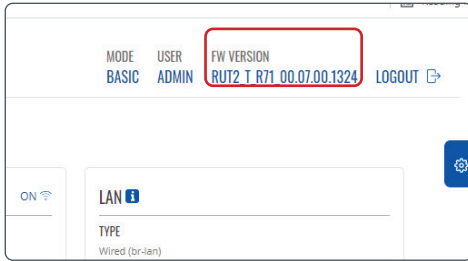 MODE USER FW VERSION
BASIC ADMIN RUT2_T_R71_00.07.00.1324 LOGOUT
ON
LAN
TYPE
Wired (br-lan)